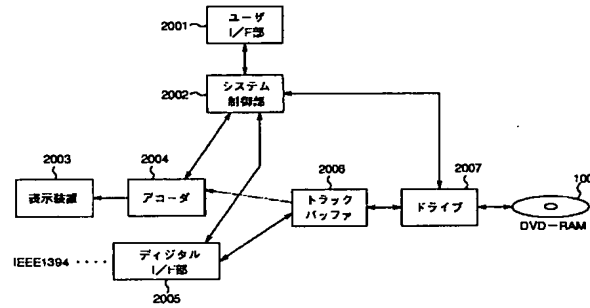 2001
ユーザ
I/F部
2002
システム
制御部
2003
表示装置
2004
アコーダ
2006
トラック
バッファ
2007
ドライブ
100
DVD-RAM
IEEE1394 ････
ディジタル
I/F部
2005